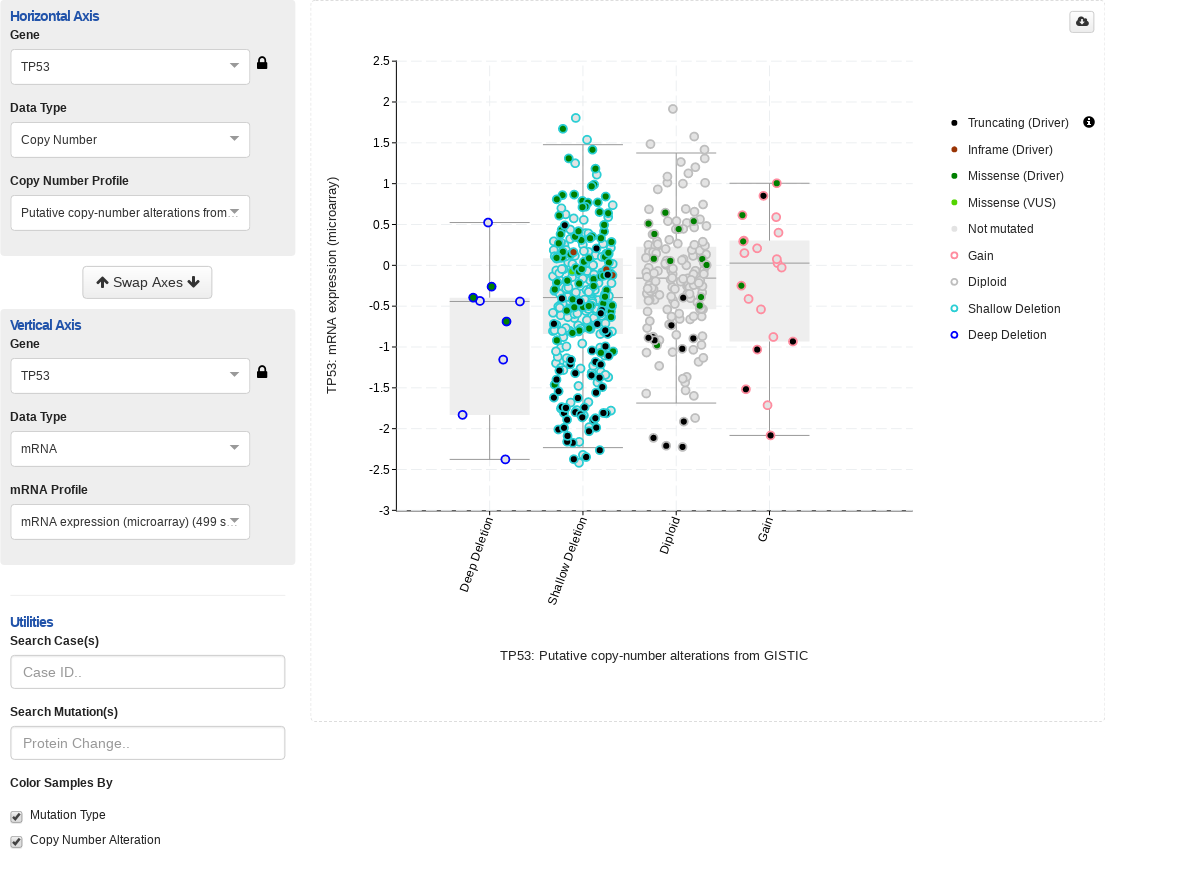 Horizontal Axis
Gene
TP53
Data Type
Copy Number
Copy Number Profile
Putative copy-number alterations from...
Swap Axes
Vertical Axis
Gene
TP53
Data Type
mRNA
mRNA Profile
mRNA expression (microarray) (499 s...
Utilities
Search Case(s)
Case ID..
Search Mutation(s)
Protein Change..
Color Samples By
Mutation Type
Copy Number Alteration
TP53: mRNA expression (microarray)
2.5
2
1.5
1
0.5
0
-0.5
-1
-1.5
-2
-2.5
-3
Deep Deletion
Shallow Deletion
Diploid
Gain
TP53: Putative copy-number alterations from GISTIC
Truncating (Driver)
Inframe (Driver)
Missense (Driver)
Missense (VUS)
Not mutated
Gain
Diploid
Shallow Deletion
Deep Deletion